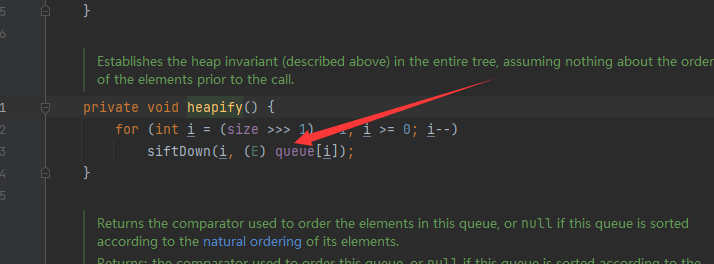 5
}
6
Establishes the heap invariant (described above) in the entire tree, assuming nothing about the order
of the elements prior to the call.
1 private void heapify() {
2 for (int i = (size >>> 1) 1; i >= 0; i--)
3 siftDown(i, (E) queue[i]);
4 }
5
Returns the comparator used to order the elements in this queue, or null if this queue is sorted
according to the natural ordering of its elements.
Returns: the comparator used to order this queue, or null if this queue is sorted according to the